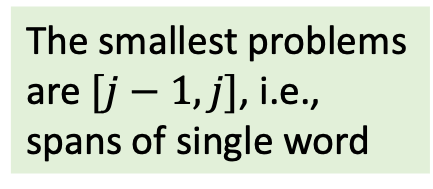 The smallest problems
are [j − 1, j], i.e.,
spans of single word